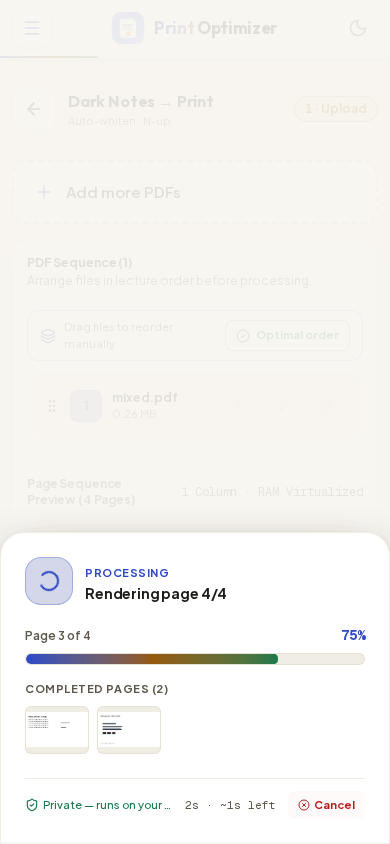 Print Optimizer
Dark Notes → Print
Auto-whiten · N-up
1 · Upload
Add more PDFs
PDF Sequence (1)
Arrange files in lecture order before processing.
Drag files to reorder
manually
Optimal order
1
mixed.pdf
0.26 MB
Page Sequence
Preview (4 Pages)
1 Column · RAM Virtualized
PROCESSING
Rendering page 4/4
Page 3 of 4
75%
COMPLETED PAGES (2)
Private — runs on your …
2s · ~1s left
Cancel